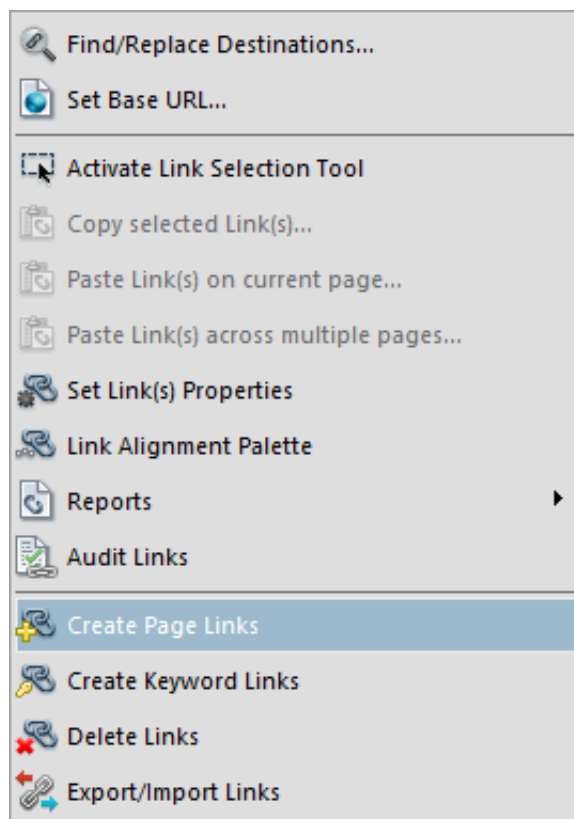 Find/Replace Destinations...
Set Base URL...
Activate Link Selection Tool
Copy selected Link(s)...
Paste Link(s) on current page...
Paste Link(s) across multiple pages...
Set Link(s) Properties
Link Alignment Palette
Reports
Audit Links
Create Page Links
Create Keyword Links
Delete Links
Export/Import Links